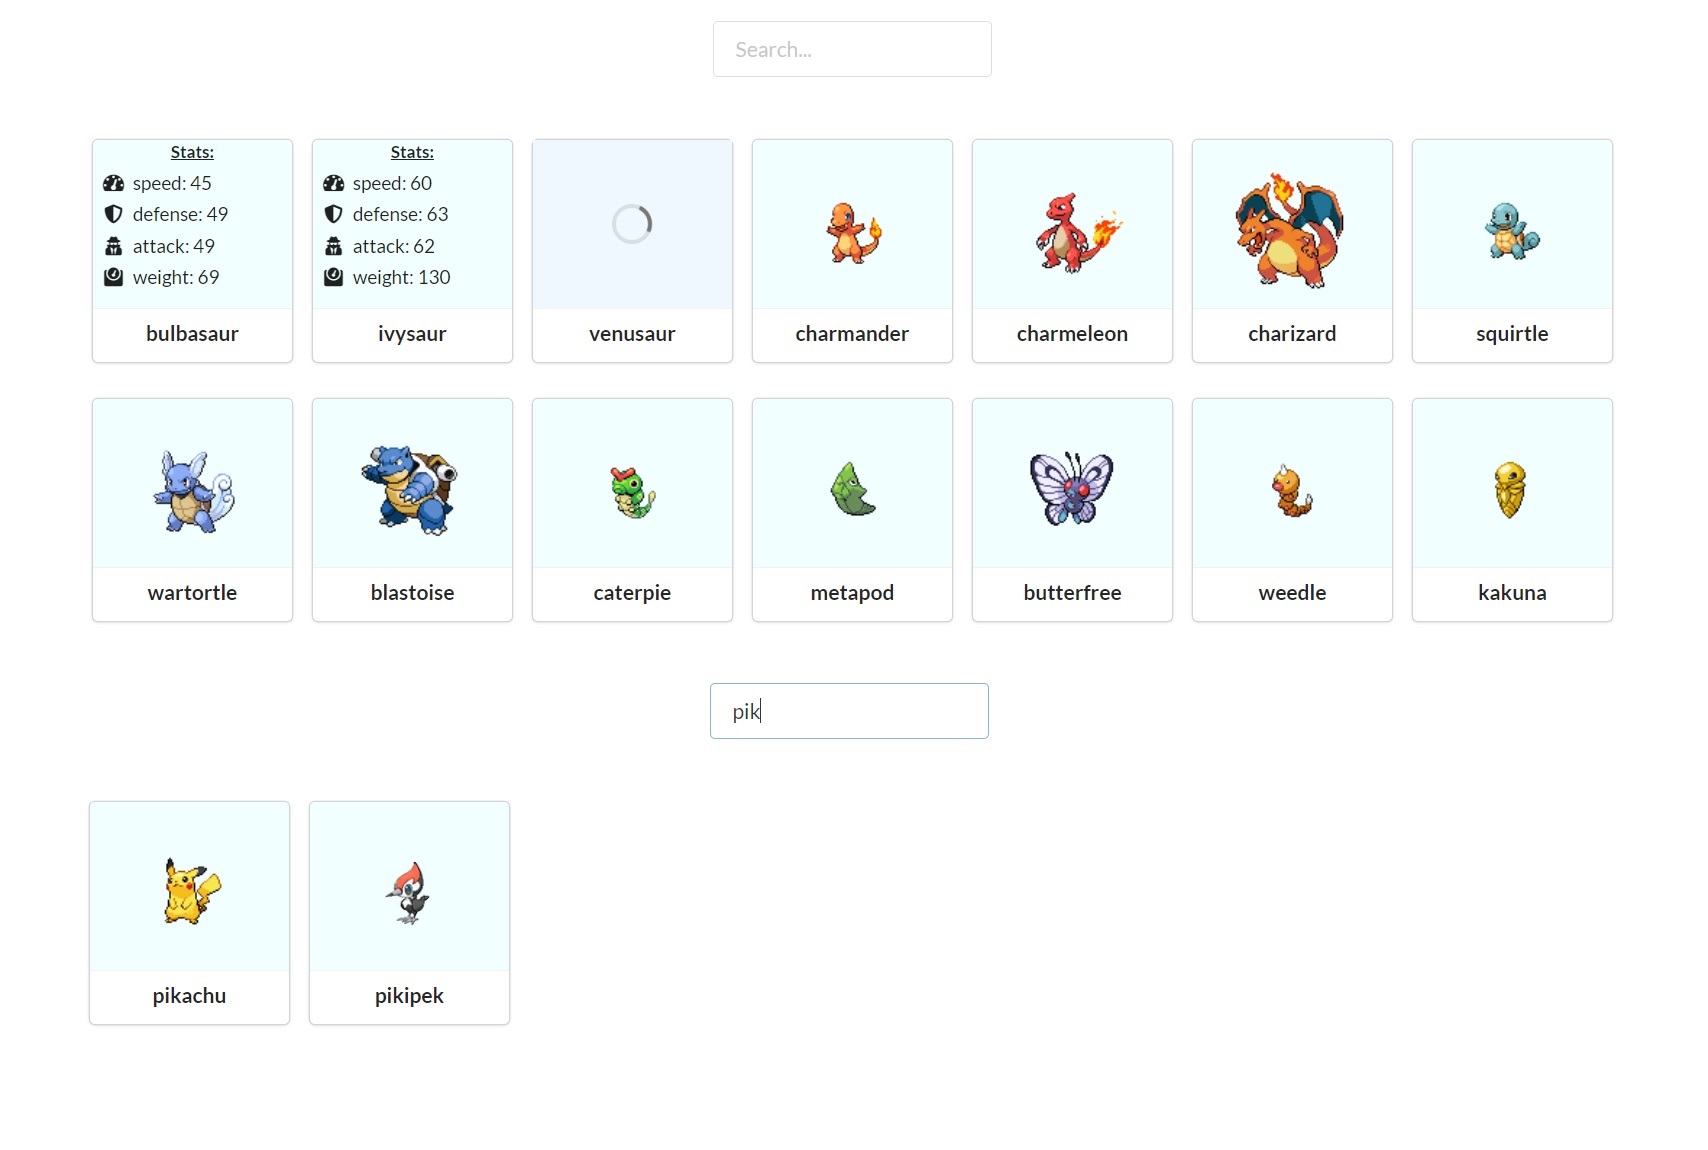 Search...
Stats:
speed: 45
defense: 49
attack: 49
weight: 69
bulbasaur
Stats:
speed: 60
defense: 63
attack: 62
weight: 130
ivysaur
venusaur
charmander
charmeleon
charizard
squirtle
wartortle
blastoise
caterpie
metapod
butterfree
weedle
kakuna
pik
pikachu
pikipek